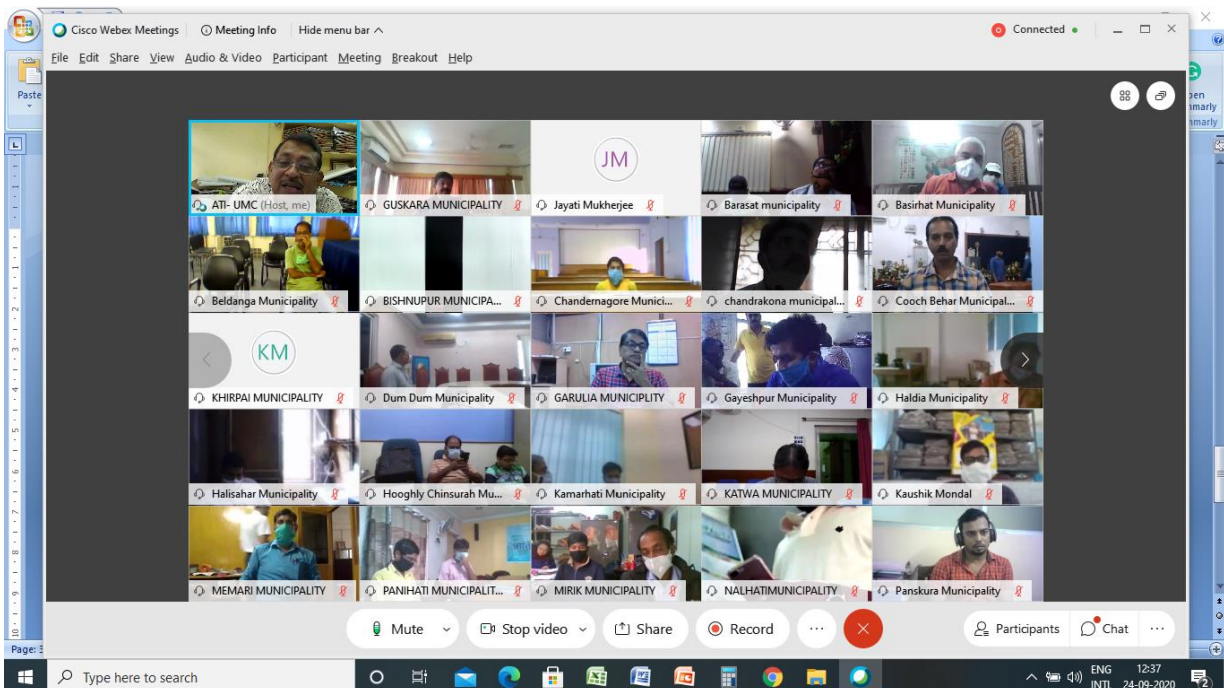 Cisco Webex Meetings
Meeting Info
Hide menu bar
Connected
File Edit Share View Audio & Video Participant Meeting Breakout Help
Paste
ATI- UMC (Host, me)
GUSKARA MUNICIPALITY
JM
Jayati Mukherjee
Barasat municipality
Basirhat Municipality
Beldanga Municipality
BISHNUPUR MUNICIPA...
Chandernagore Munici...
chandrakona municipal...
Cooch Behar Municipal...
KM
KHIRPAI MUNICIPALITY
Dum Dum Municipality
GARULIA MUNICIPLITY
Gayeshpur Municipality
Haldia Municipality
Halisahar Municipality
Hooghly Chinsurah Mu...
Kamarhati Municipality
KATWA MUNICIPALITY
Kaushik Mondal
MEMARI MUNICIPALITY
PANIHATI MUNICIPALIT...
MIRIK MUNICIPALITY
NALHATIMUNICIPALITY
Panskura Municipality
Mute
Stop video
Share
Record
Participants
Chat
Page:
Type here to search
ENG
INTL
12:37
24-09-2020
2